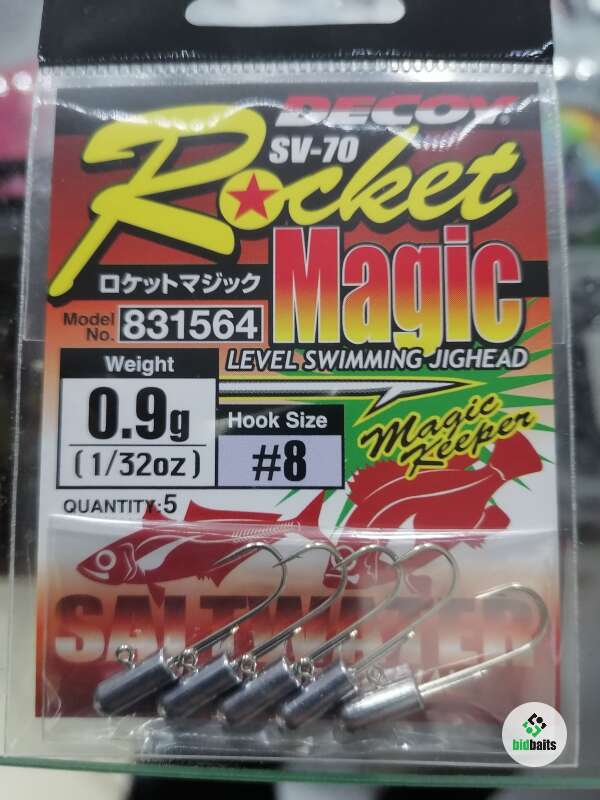 DECOY
SV-70
Rocket
ロケットマジック
Magic
Model No. 831564
LEVEL SWIMMING JIGHEAD
Weight
0.9g
(1/32oz)
Hook Size
#8
Magic Keeper
QUANTITY:5
SALTWATER
bidbaits